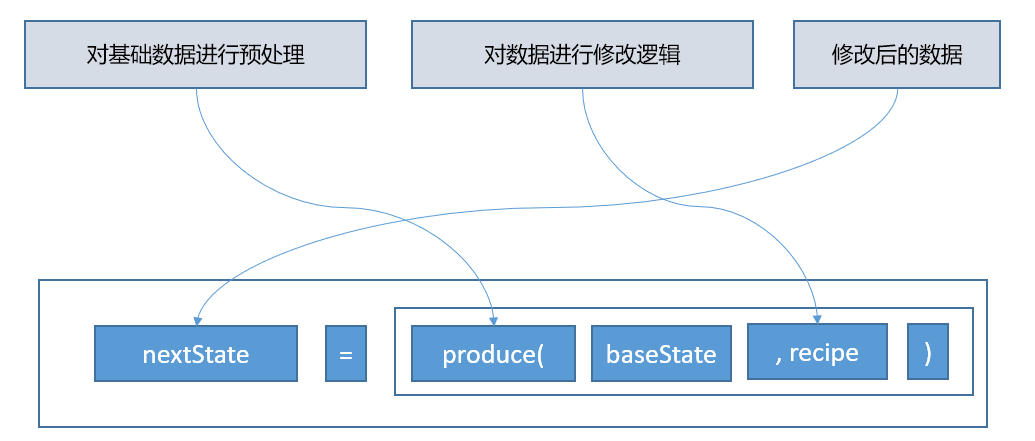 对基础数据进行预处理
对数据进行修改逻辑
修改后的数据
nextState = produce( baseState , recipe )